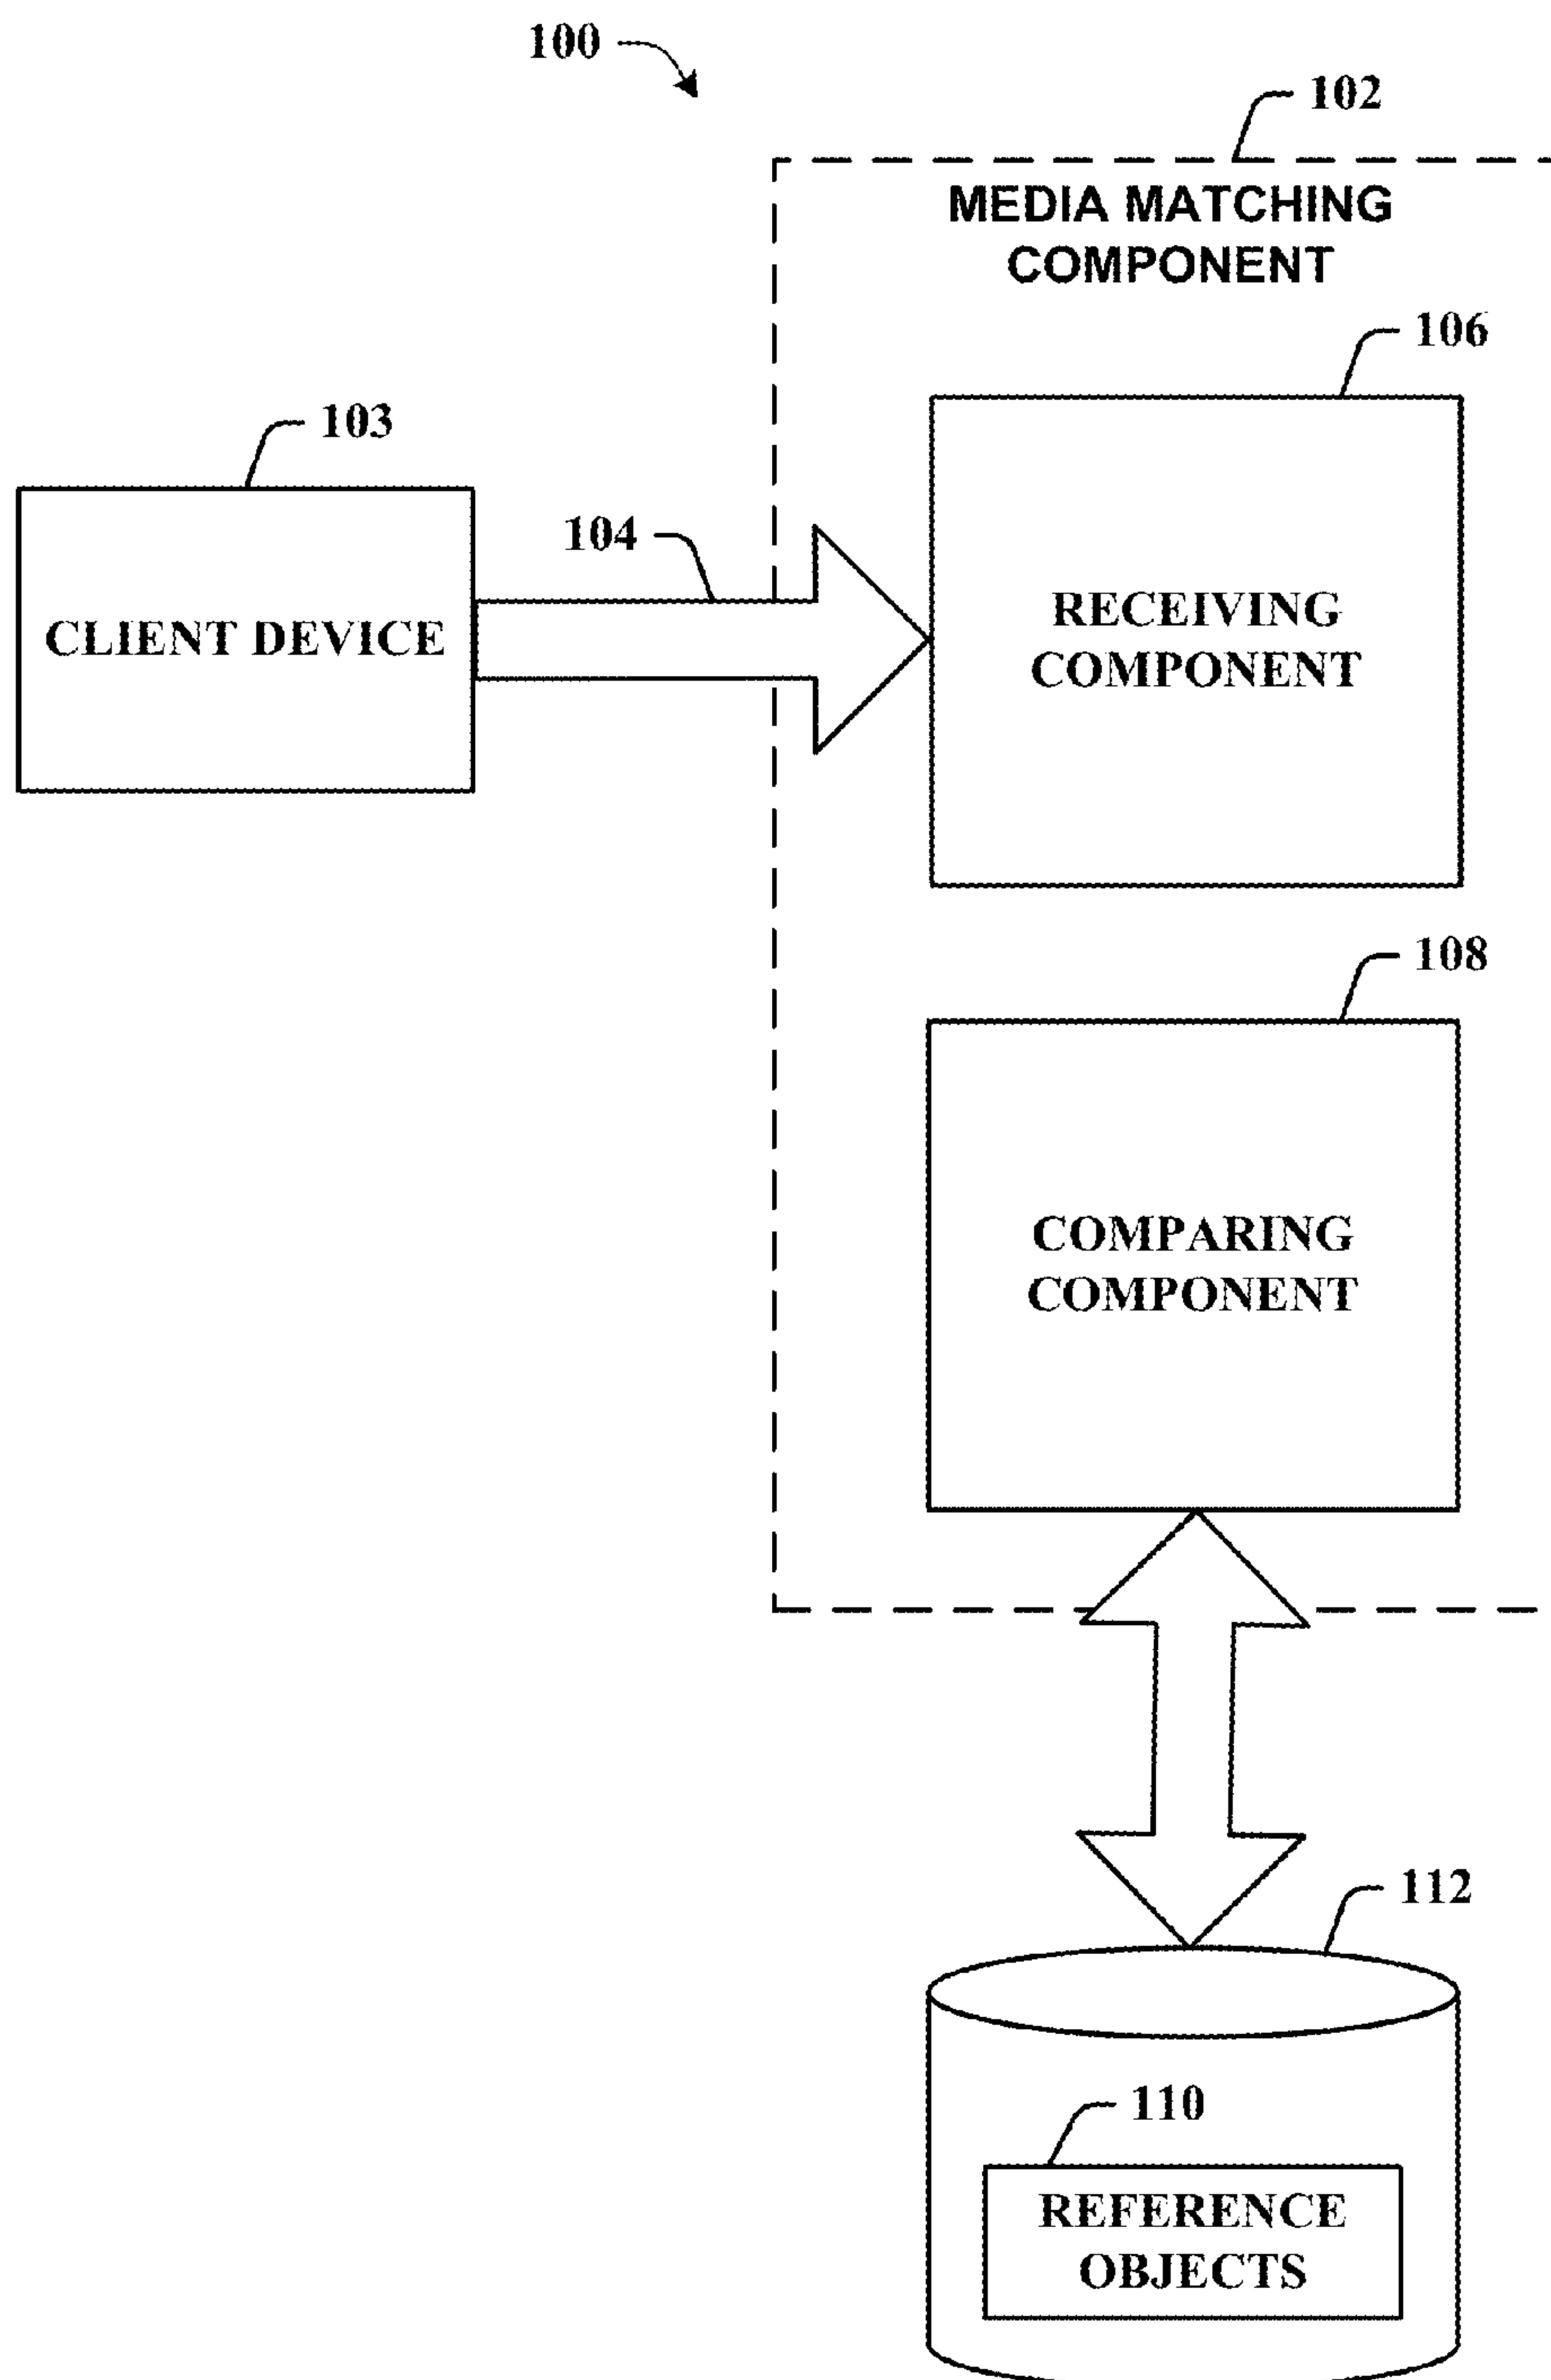 100
102
MEDIA MATCHING
COMPONENT
106
103
104
CLIENT DEVICE
RECEIVING
COMPONENT
108
COMPARING
COMPONENT
112
110
REFERENCE
OBJECTS